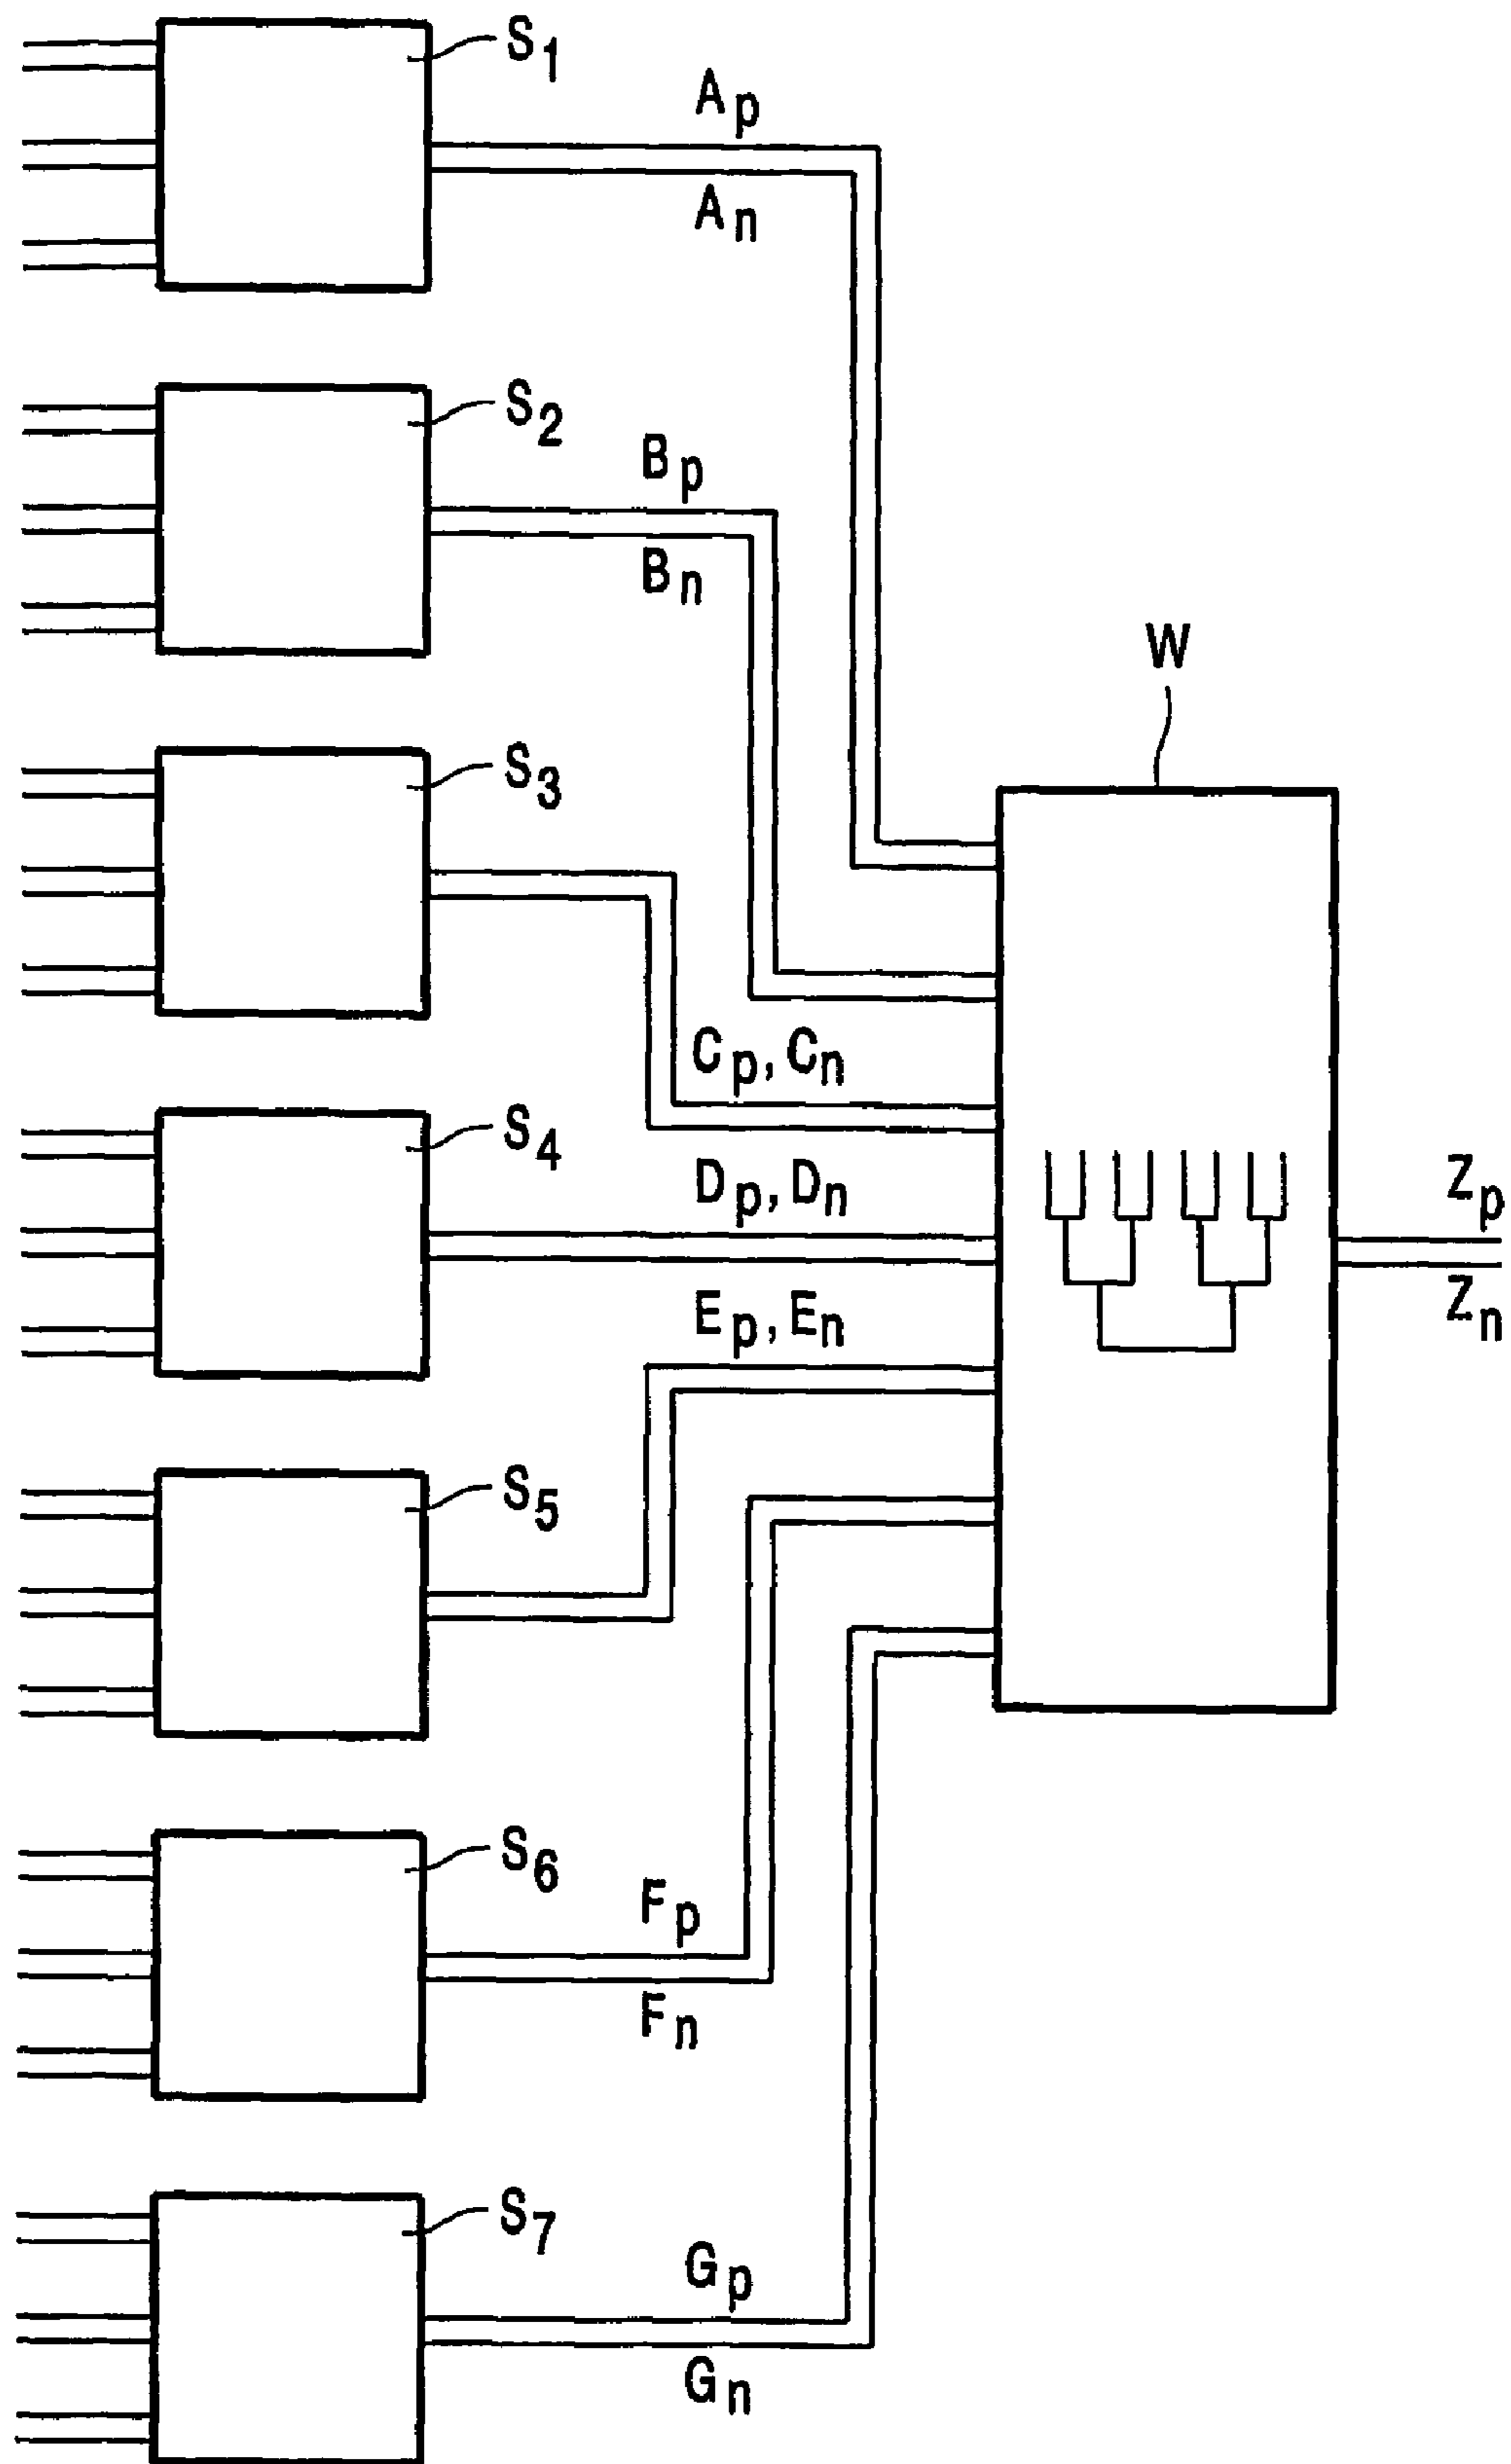 S1
Ap
An
S2
Bp
Bn
W
S3
Cp, Cn
S4
Dp, Dn
Zp
Zn
Ep, En
S5
S6
Fp
Fn
S7
Gp
Gn